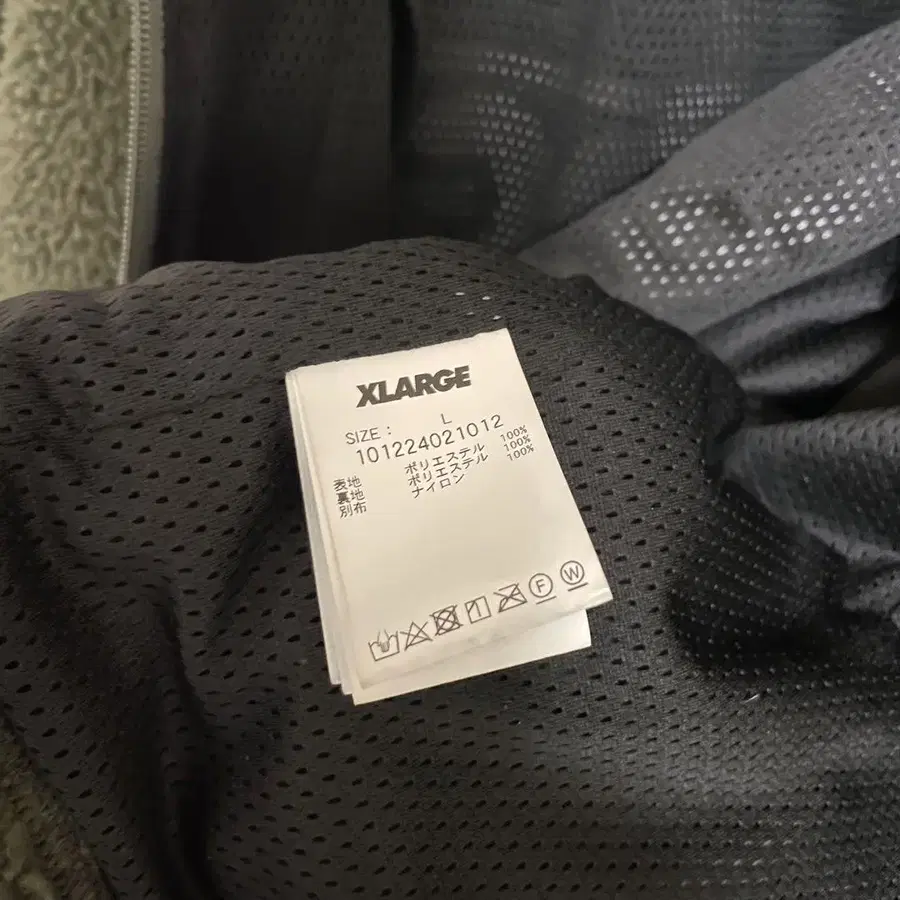 XLARGE
SIZE : L
101224021012
表地 ポリエステル 100%
裏地 ポリエステル 100%
別布 ナイロン 100%
F W